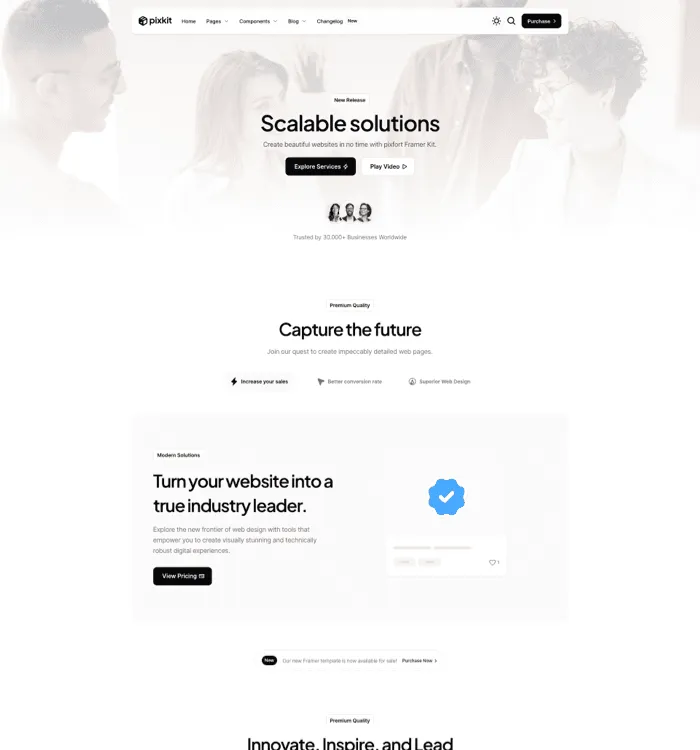 pixkit
Home
Pages
Components
Blog
Changelog
New
Purchase
New Release
Scalable solutions
Create beautiful websites in no time with pixfort Framer Kit.
Explore Services
Play Video
Trusted by 30,000+ Businesses Worldwide
Premium Quality
Capture the future
Join our quest to create impeccably detailed web pages.
Increase your sales
Better conversion rate
Superior Web Design
Modern Solutions
Turn your website into a
true industry leader.
Explore the new frontier of web design with tools that
empower you to create visually stunning and technically
robust digital experiences.
View Pricing
New
Our new Framer template is now available for sale!
Purchase Now
Premium Quality
Innovate, Inspire, and Lead